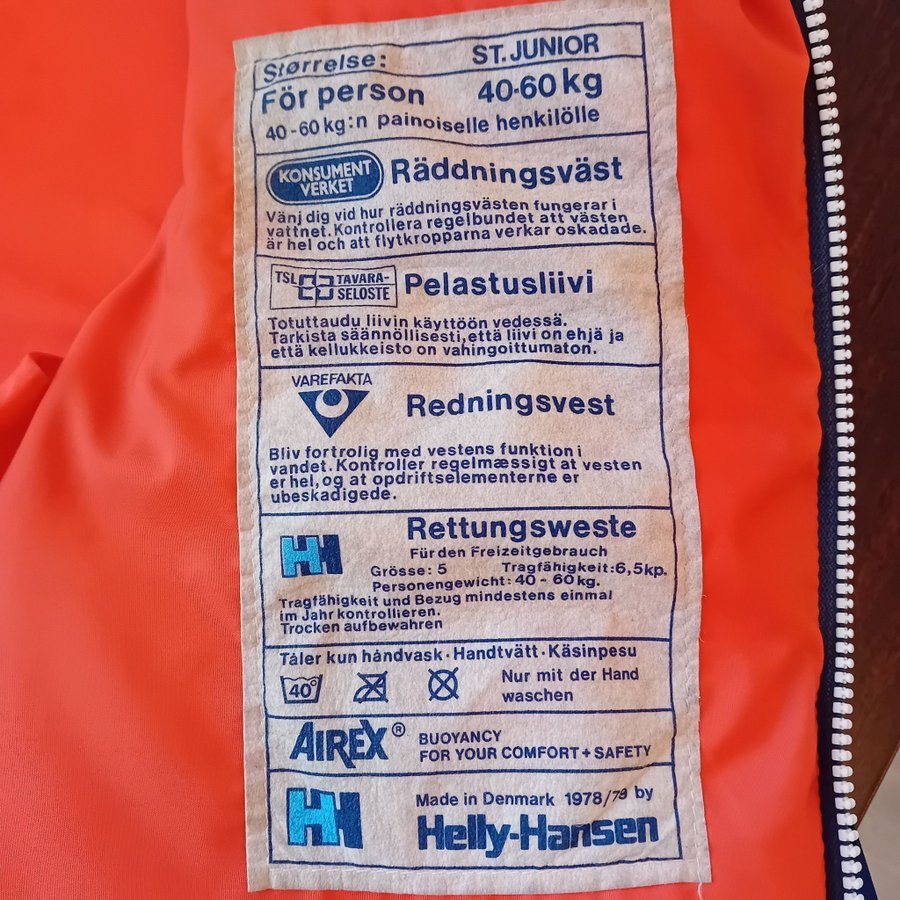 Størrelse: ST. JUNIOR
För person 40-60 kg
40-60 kg:n painoiselle henkilölle
KONSUMENT
VERKET
Räddningsväst
Vänj dig vid hur räddningsvästen fungerar i
vattnet. Kontrollera regelbundet att västen
är hel och att flytkropparna verkar oskadade.
TSL TAVARA-
SELOSTE
Pelastusliivi
Totuttaudu liivin käyttöön vedessä.
Tarkista säännöllisesti, että liivi on ehjä ja
että kellukkeisto on vahingoittumaton.
VAREFAKTA
Redningsvest
Bliv fortrolig med vestens funktion i
vandet. Kontroller regelmæssigt at vesten
er hel, og at opdriftselementerne er
ubeskadigede.
HH
Rettungsweste
Für den Freizeitgebrauch
Grösse: 5 Tragfähigkeit: 6,5 kp.
Personengewicht: 40 - 60 kg.
Tragfähigkeit und Bezug mindestens einmal
im Jahr kontrollieren.
Trocken aufbewahren
Tåler kun håndvask · Handtvätt · Käsinpesu
40°
Nur mit der Hand
waschen
AIREX®
BUOYANCY
FOR YOUR COMFORT + SAFETY
HH
Made in Denmark 1978/79 by
Helly-Hansen